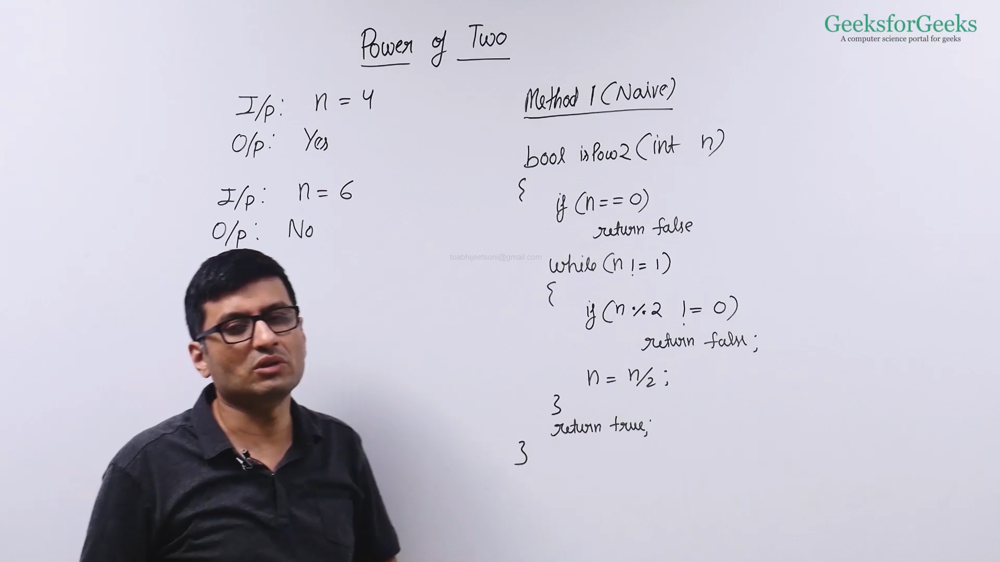 GeeksforGeeks
A computer science portal for geeks
Power of Two
I/p: n = 4
O/p: Yes
I/p: n = 6
O/p: No
toabhijeetsoni@gmail.com
Method 1 (Naive)
bool isPow2 (int n)
{
if (n == 0)
return false
while (n != 1)
{
if (n % 2 != 0)
return false;
n = n/2;
}
return true;
}